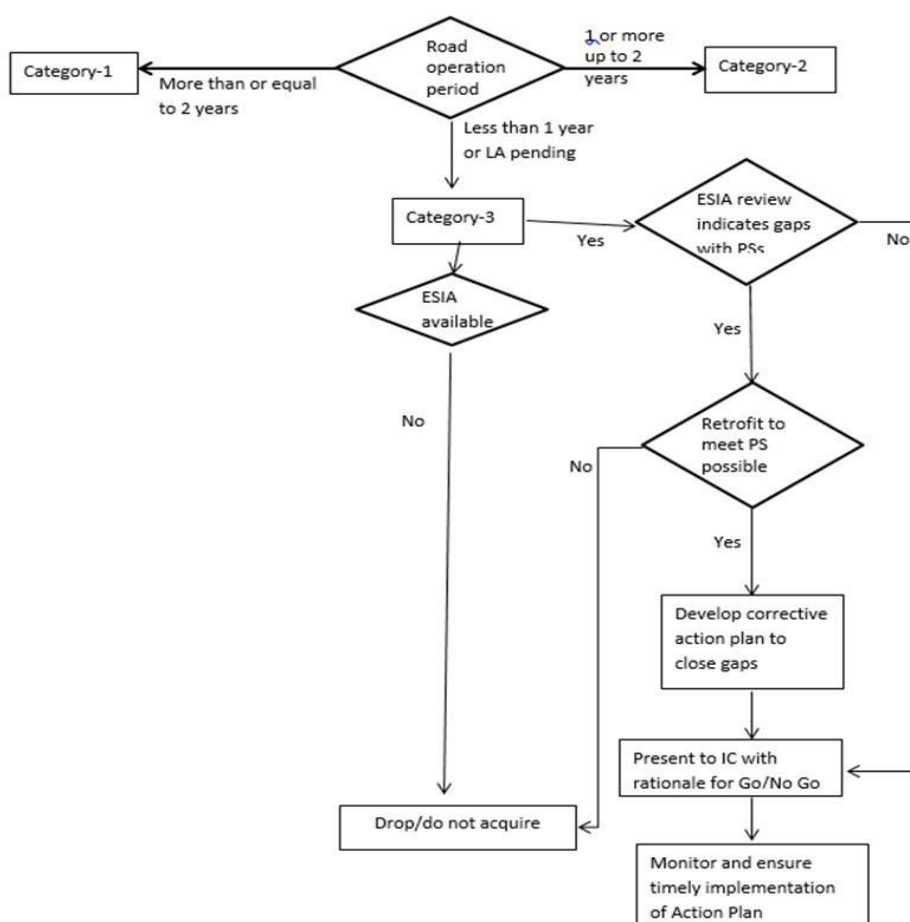 Road
operation
period
1 or more
up to 2
years
Category-1
Category-2
More than or equal
to 2 years
Less than 1 year
or LA pending
Category-3
Yes
ESIA review
indicates gaps
with PSs
No
ESIA
available
Yes
No
Retrofit to
meet PS
possible
No
Yes
Develop corrective
action plan to
close gaps
Present to IC with
rationale for Go/No Go
Drop/do not acquire
Monitor and ensure
timely implementation
of Action Plan